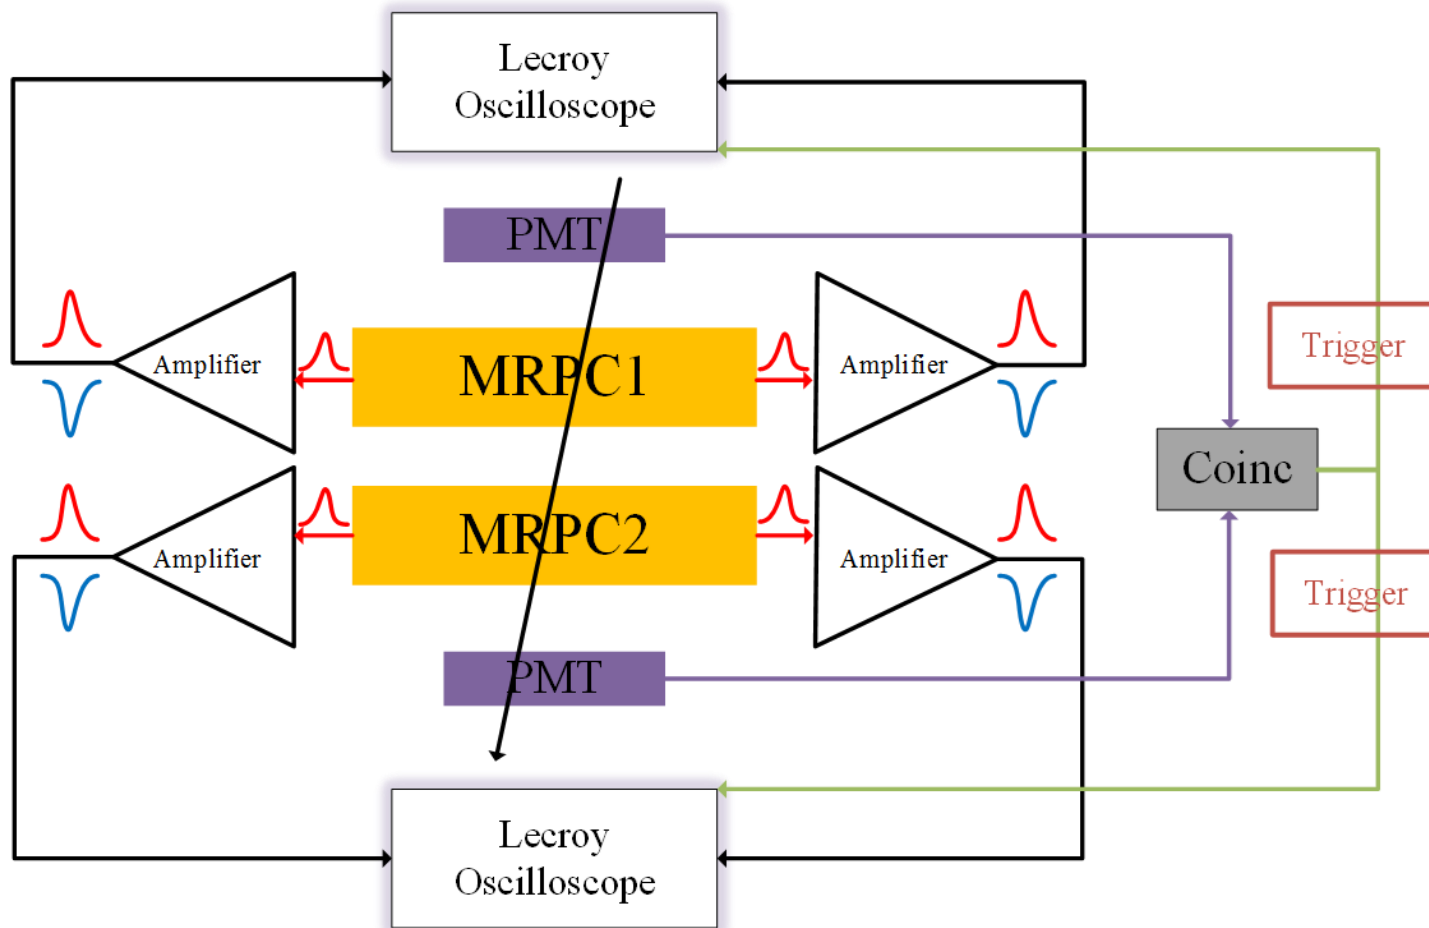 Lecroy
Oscilloscope
PMT
Amplifier
MRPC1
Amplifier
Trigger
Coinc
Amplifier
MRPC2
Amplifier
Trigger
PMT
Lecroy
Oscilloscope